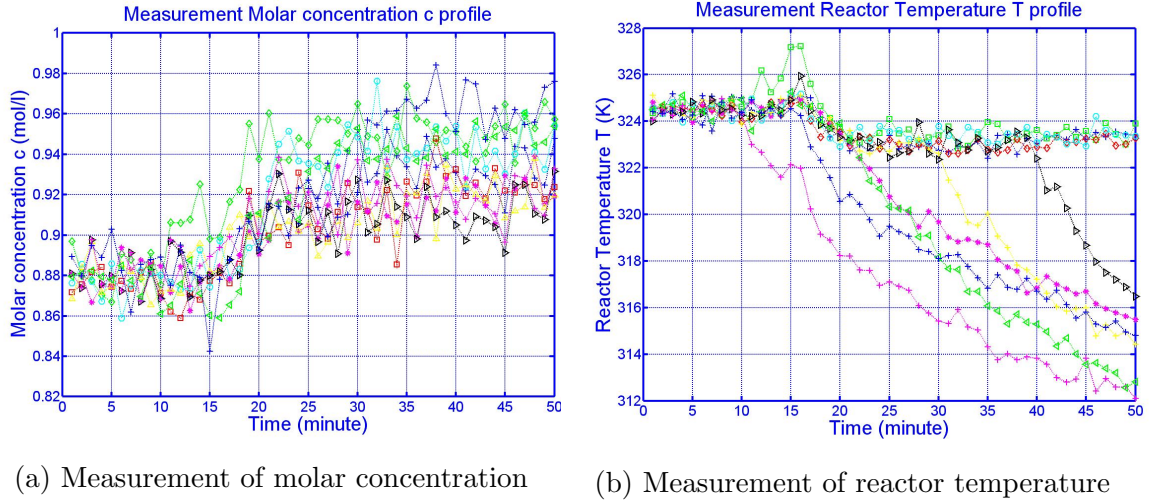 Measurement Molar concentration c profile
1
0.98
0.96
0.94
0.92
0.9
0.88
0.86
0.84
0.82
0 5 10 15 20 25 30 35 40 45 50
Molar concentration c (mol/l)
Time (minute)
(a) Measurement of molar concentration
Measurement Reactor Temperature T profile
328
326
324
322
320
318
316
314
312
0 5 10 15 20 25 30 35 40 45 50
Reactor Temperature T (K)
Time (minute)
(b) Measurement of reactor temperature